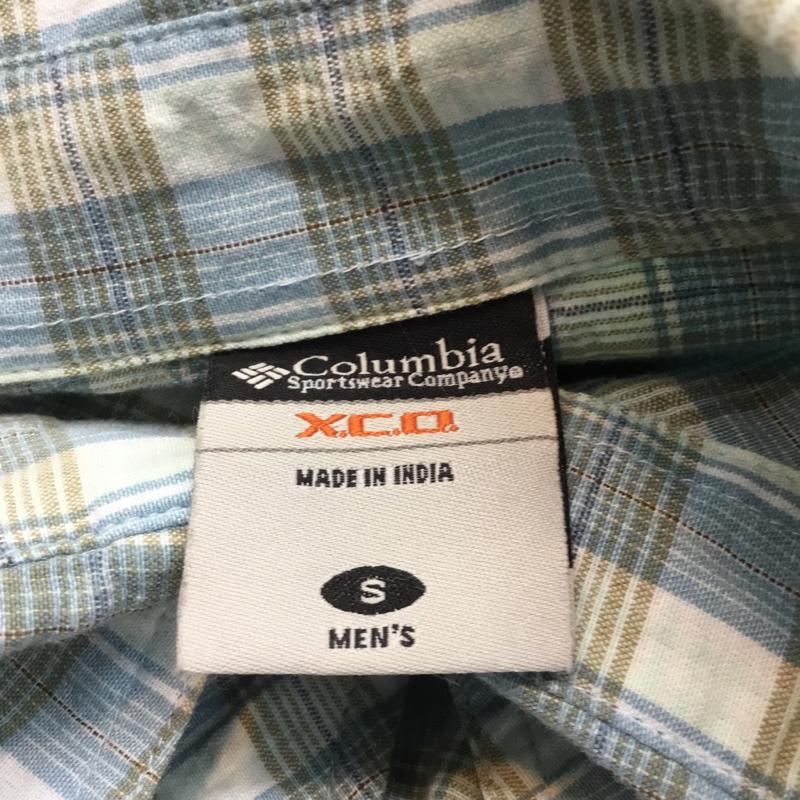 Columbia
Sportswear Company®
X.C.O.
MADE IN INDIA
S
MEN'S